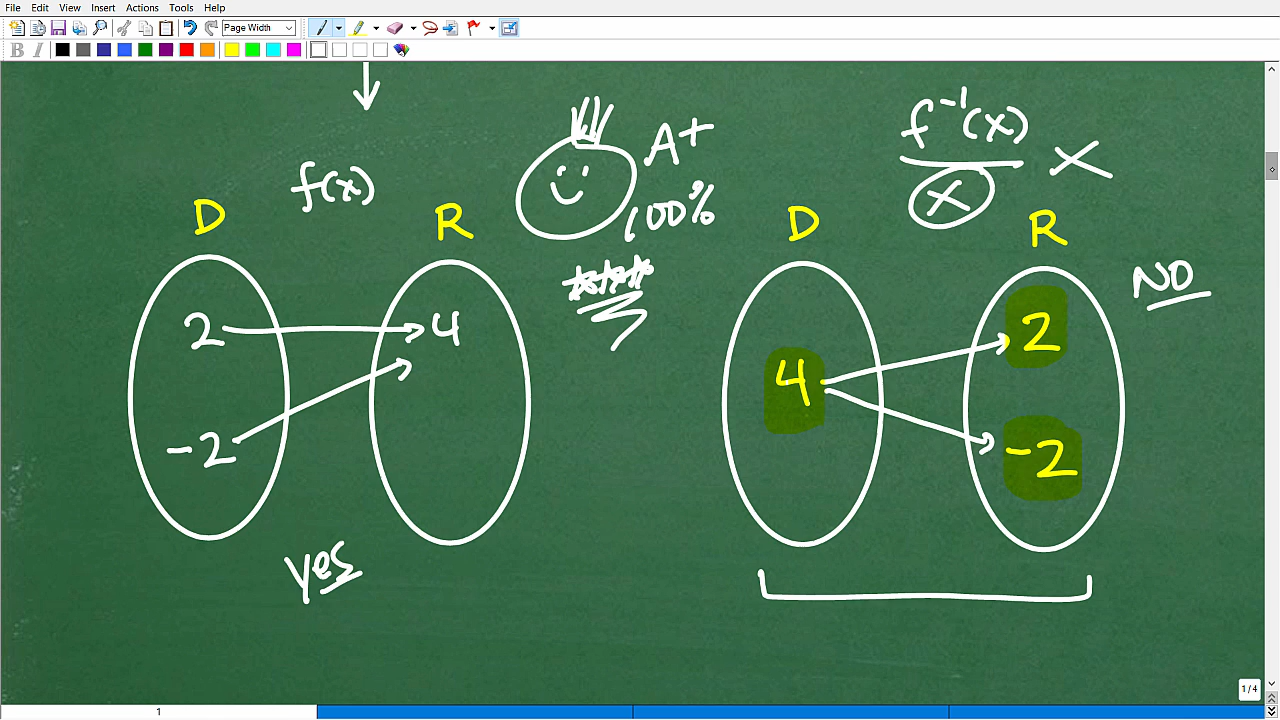 File Edit View Insert Actions Tools Help
Page Width
B I
f(x)
D R
2 4
-2
yes
A+
100%
f⁻¹(x)
X X
D R
NO
4 2
-2
1/4
1